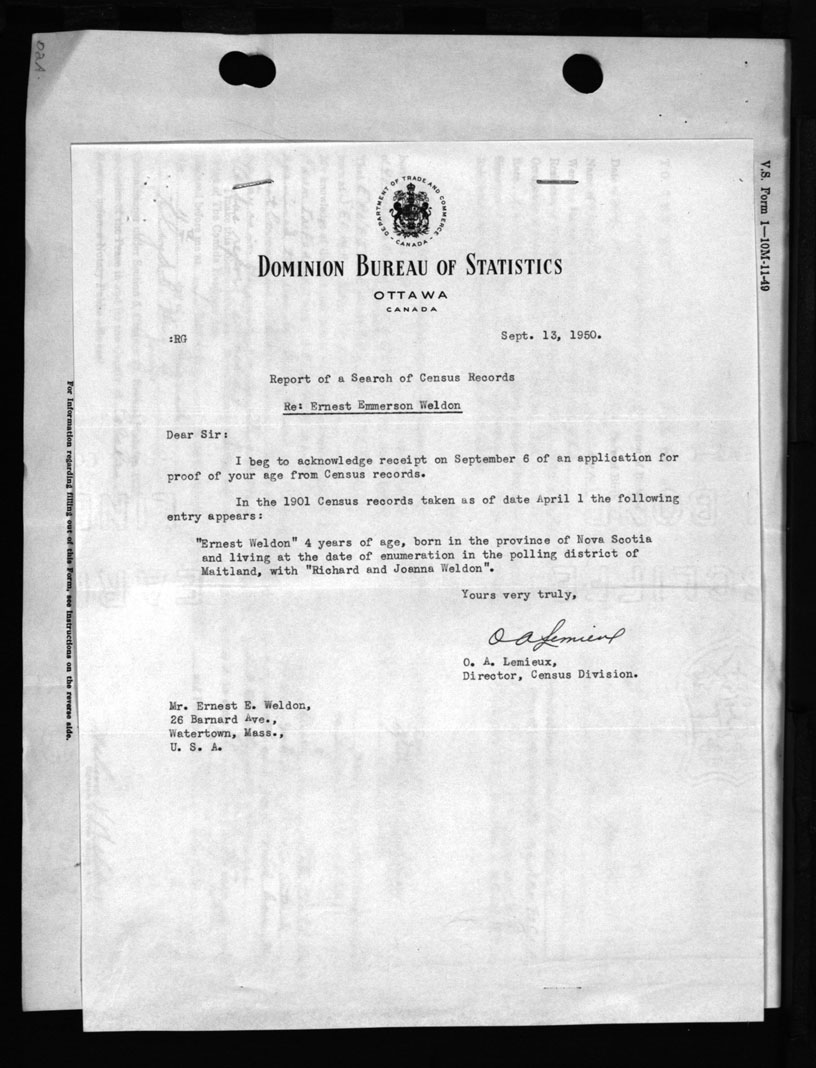 DEPARTMENT OF TRADE AND COMMERCE
- CANADA -
DOMINION BUREAU OF STATISTICS
OTTAWA
CANADA
:RG
Sept. 13, 1950.
Report of a Search of Census Records
Re: Ernest Emmerson Weldon
Dear Sir:
I beg to acknowledge receipt on September 6 of an application for
proof of your age from Census records.
In the 1901 Census records taken as of date April 1 the following
entry appears:
"Ernest Weldon" 4 years of age, born in the province of Nova Scotia
and living at the date of enumeration in the polling district of
Maitland, with "Richard and Joanna Weldon".
Yours very truly,
O A Lemieux
O. A. Lemieux,
Director, Census Division.
Mr. Ernest E. Weldon,
26 Barnard Ave.,
Watertown, Mass.,
U. S. A.
V.S. Form 1—10M-11-49
For Information regarding filling out of this Form, see Instructions on the reverse side.